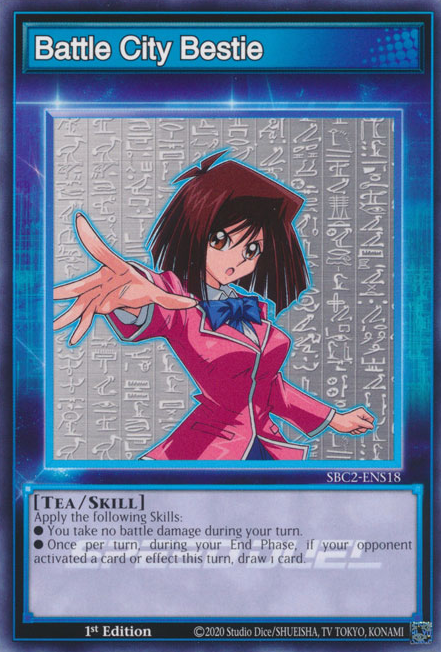 Battle City Bestie
SBC2-ENS18
[TEA/SKILL]
Apply the following Skills:
● You take no battle damage during your turn.
● Once per turn, during your End Phase, if your opponent
activated a card or effect this turn, draw 1 card.
1st Edition
©2020 Studio Dice/SHUEISHA, TV TOKYO, KONAMI